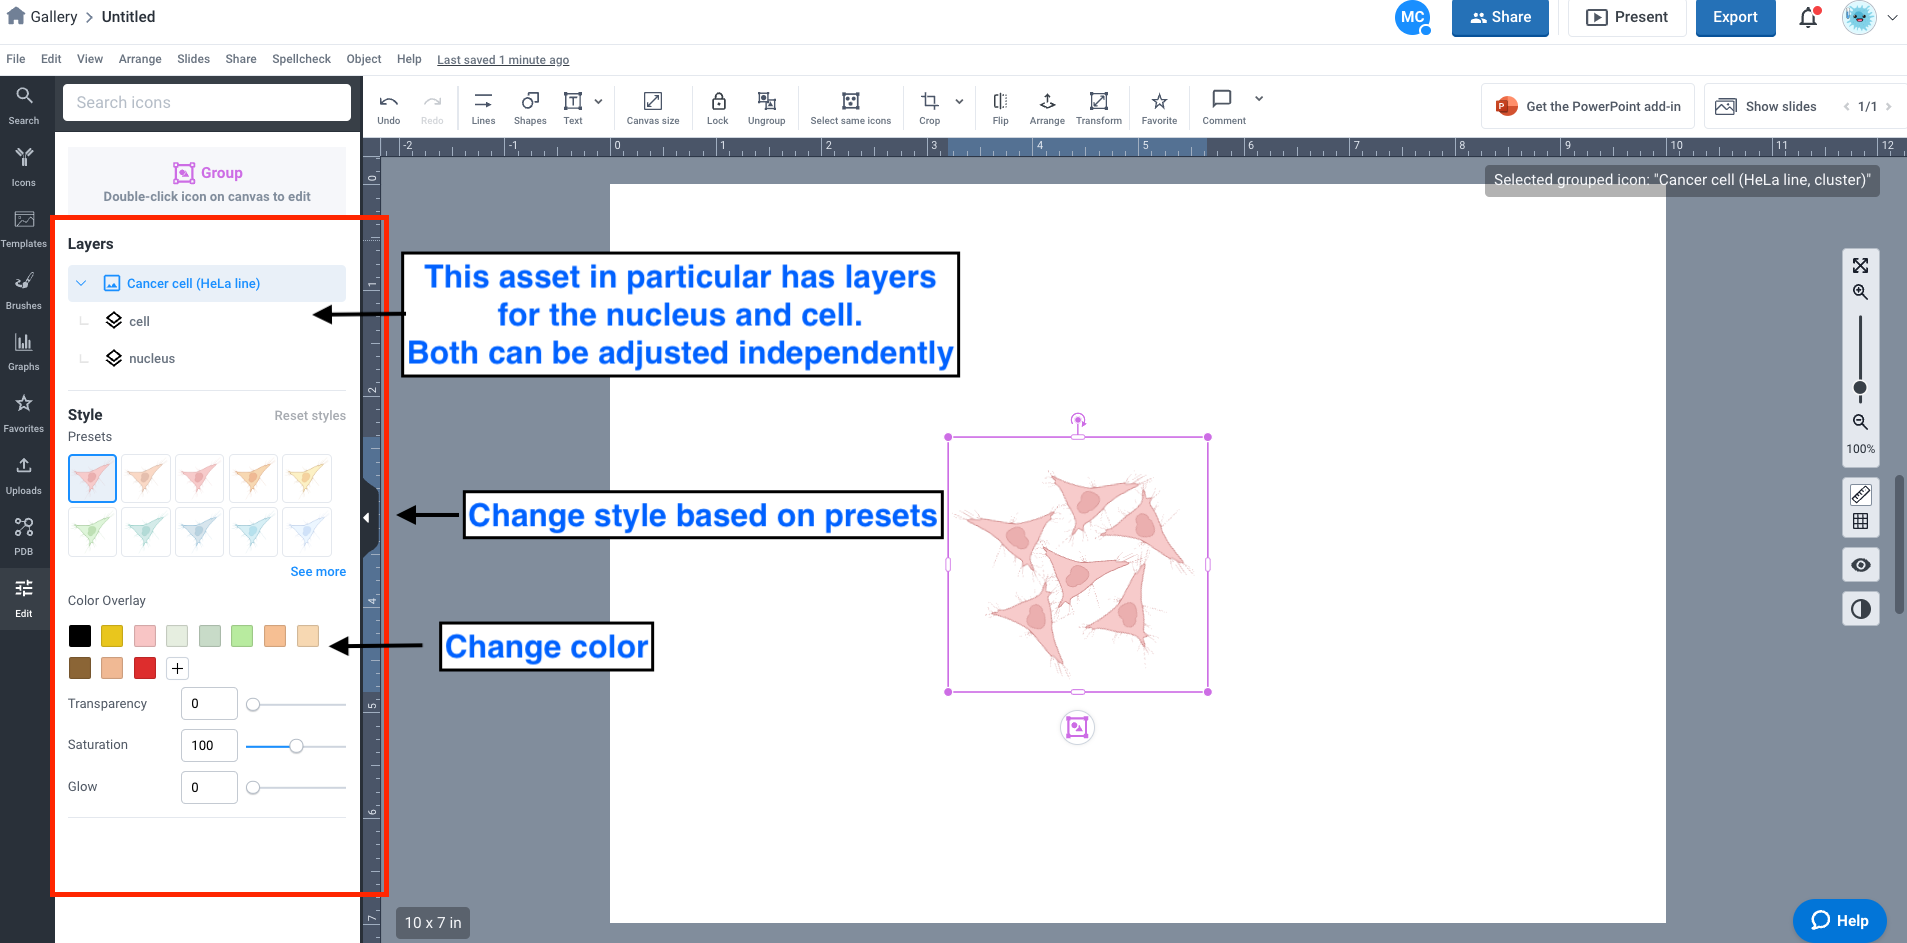 Gallery > Untitled
MC
Share
Present
Export
File Edit View Arrange Slides Share Spellcheck Object Help Last saved 1 minute ago
Search
Icons
Templates
Brushes
Graphs
Favorites
Uploads
PDB
Edit
Search icons
Undo Redo Lines Shapes Text Canvas size Lock Ungroup Select same icons Crop Flip Arrange Transform Favorite Comment
P Get the PowerPoint add-in
Show slides
1/1
-2 -1 0 1 2 3 4 5 6 7 8 9 10 11 12
0
1
2
4
5
6
7
Selected grouped icon: "Cancer cell (HeLa line, cluster)"
Group
Double-click icon on canvas to edit
Layers
Cancer cell (HeLa line)
cell
nucleus
This asset in particular has layers
for the nucleus and cell.
Both can be adjusted independently
Style Reset styles
Presets
See more
Change style based on presets
Color Overlay
Change color
Transparency 0
Saturation 100
Glow 0
100%
10 x 7 in
Help